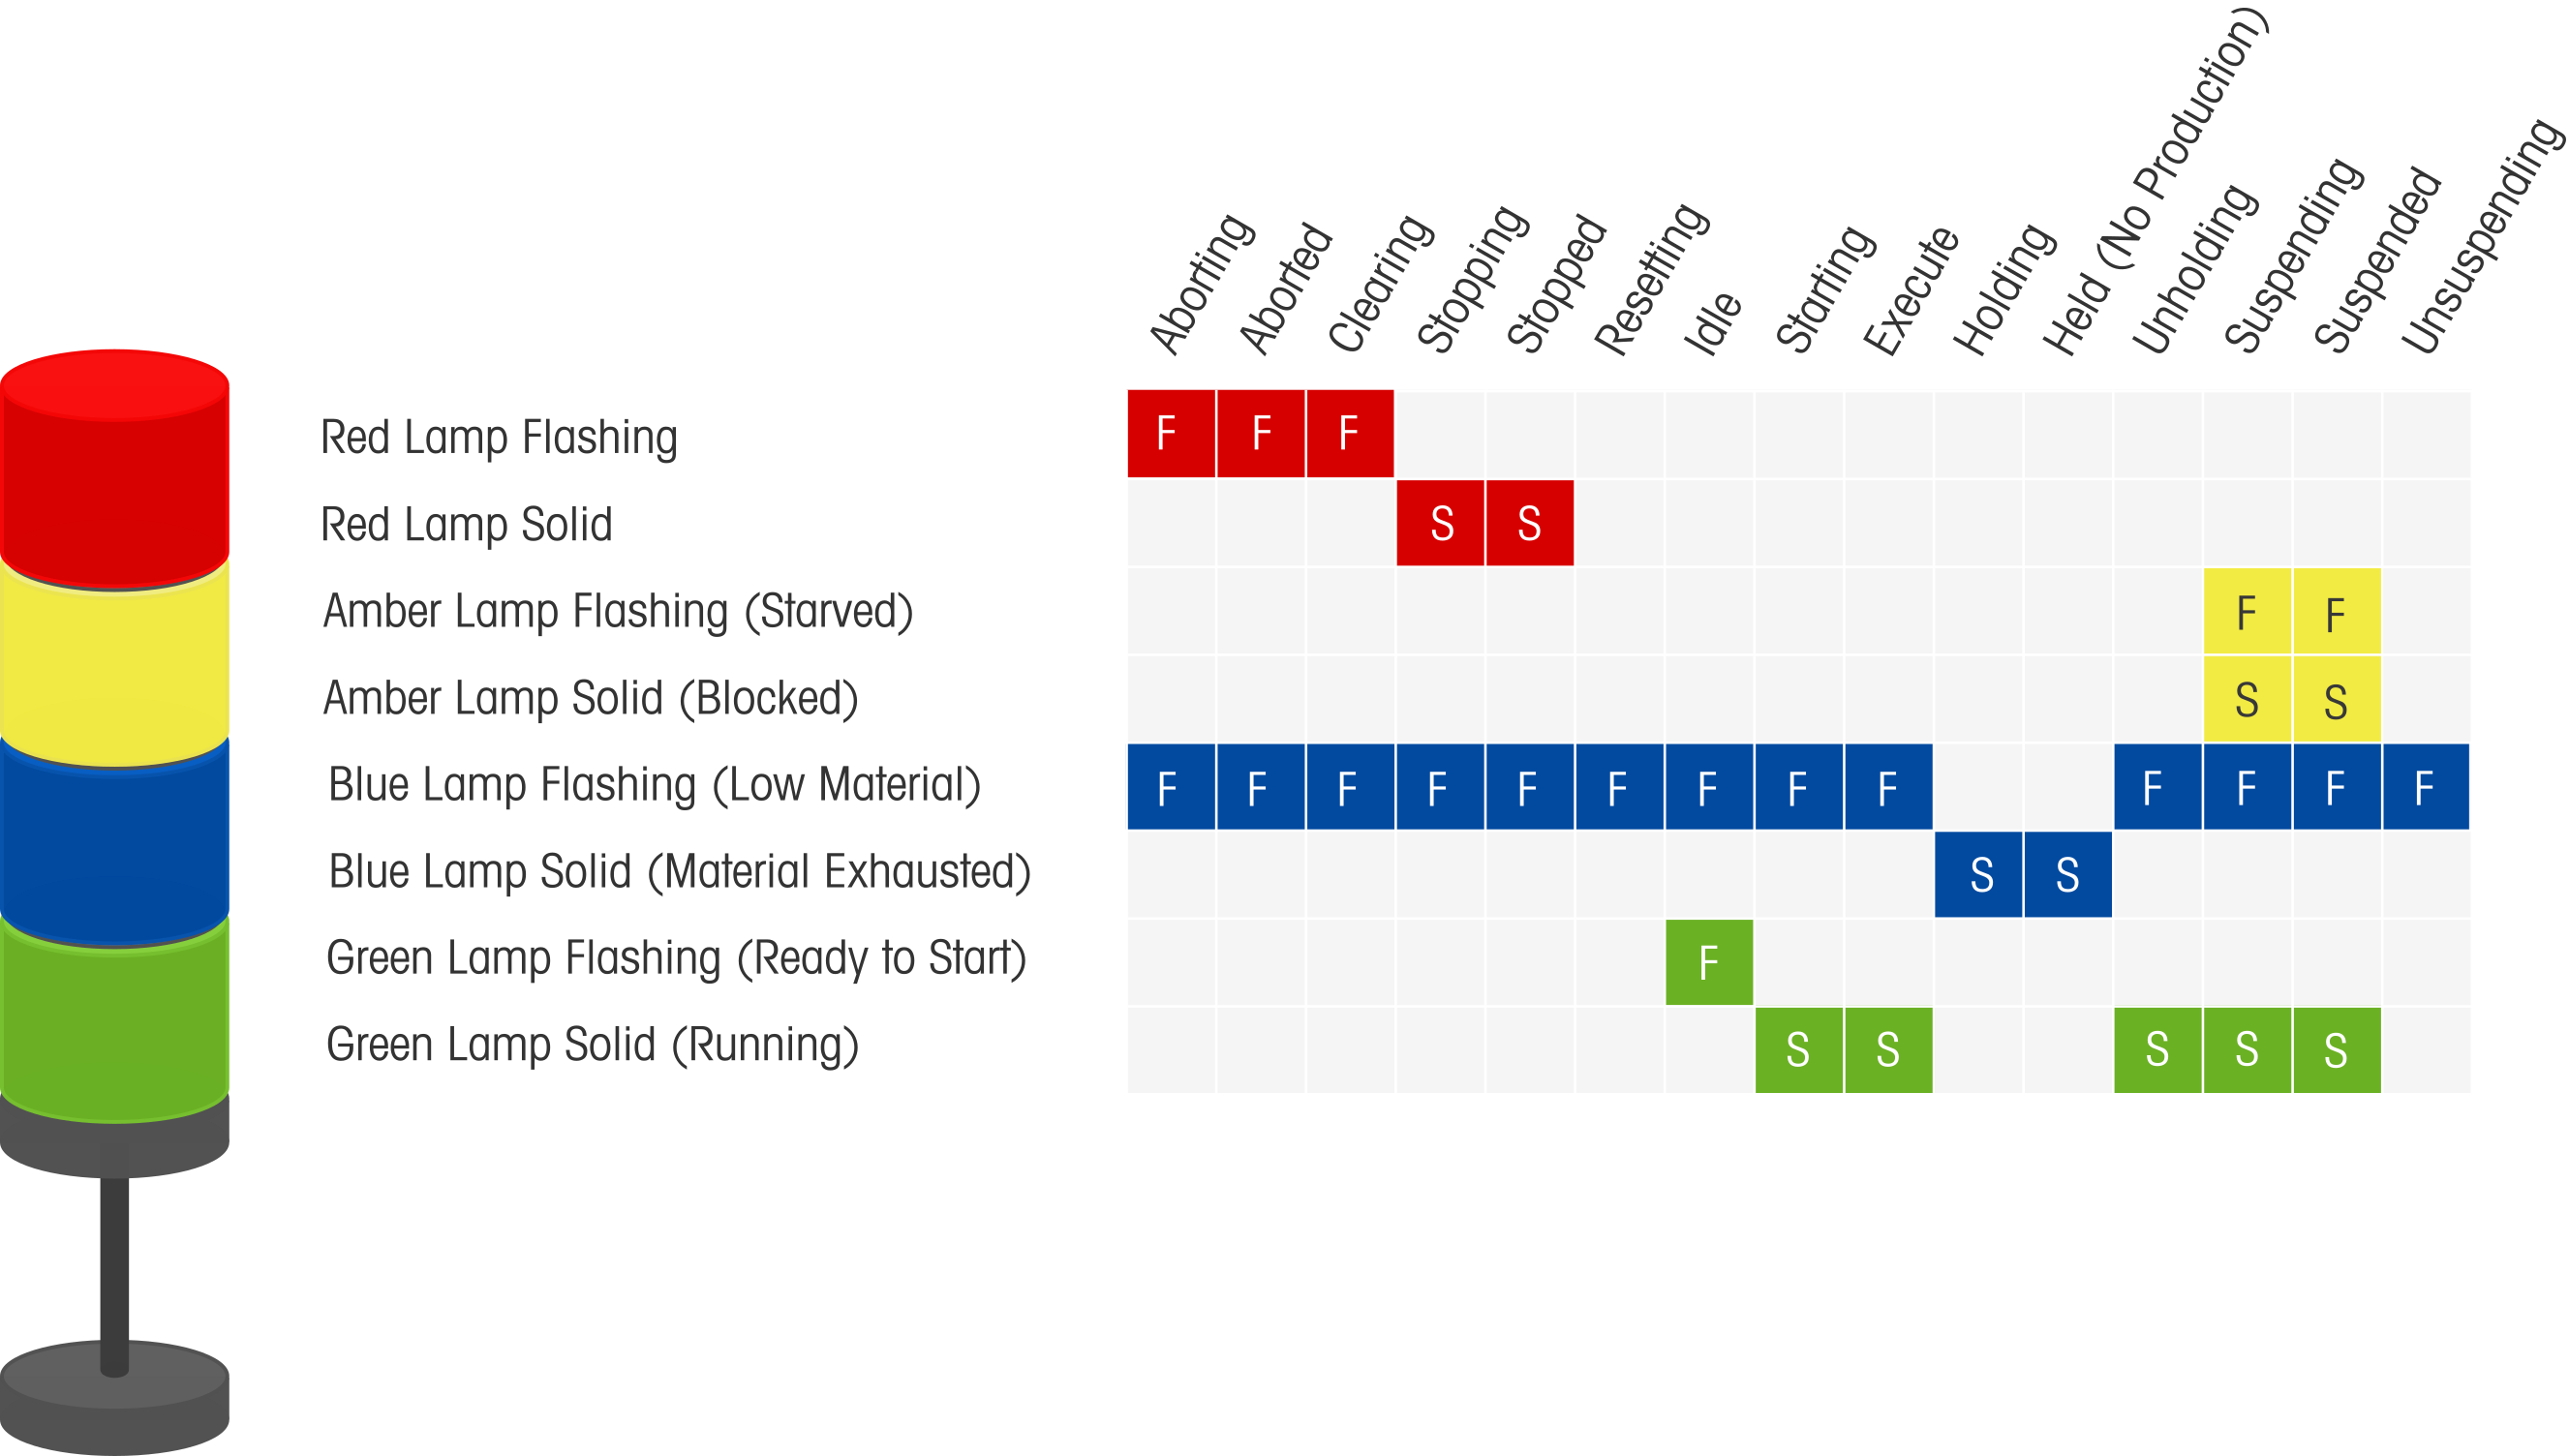 Aborting Aborted Clearing Stopping Stopped Resetting Idle Starting Execute Holding Held (No Production) Unholding Suspending Suspended Unsuspending
Red Lamp Flashing F F F
Red Lamp Solid S S
Amber Lamp Flashing (Starved) F F
Amber Lamp Solid (Blocked) S S
Blue Lamp Flashing (Low Material) F F F F F F F F F F F F F
Blue Lamp Solid (Material Exhausted) S S
Green Lamp Flashing (Ready to Start) F
Green Lamp Solid (Running) S S S S S